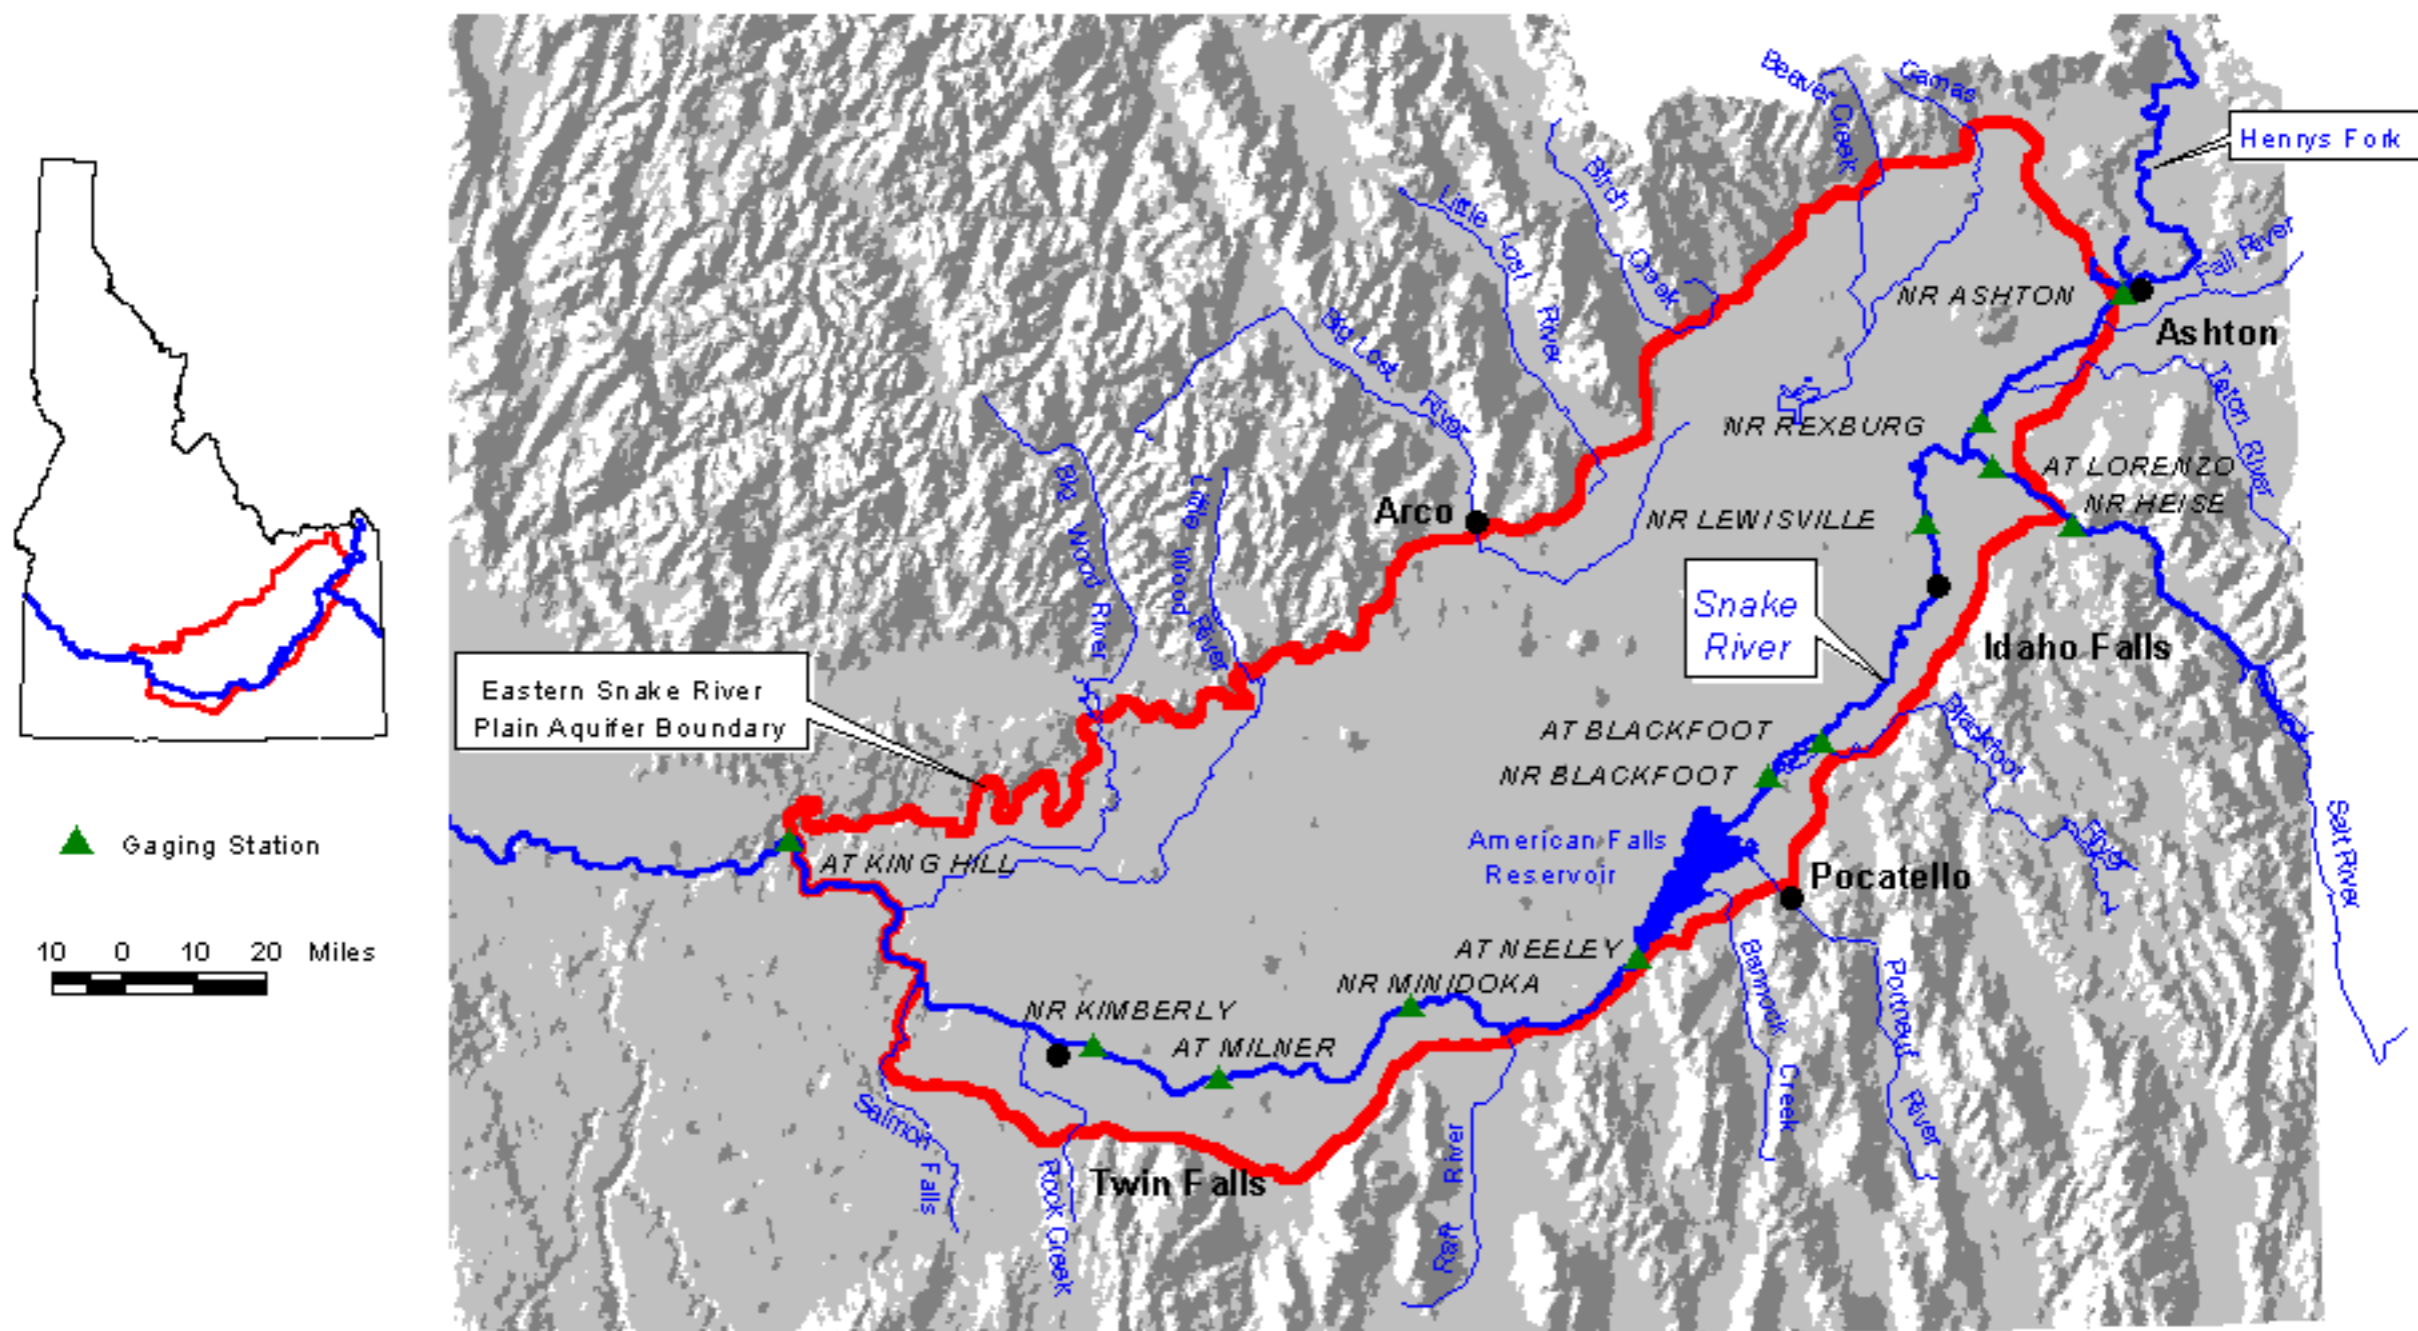 Beaver Creek
Camas
Hennys Fork
Birch Creek
Little Lost River
Fall River
NR ASHTON
Ashton
Big Lost River
Teton River
NR REXBURG
AT LORENZO
NR HEISE
Arco
NR LEWISVILLE
Big Wood River
Little Wood River
Snake
River
Idaho Falls
Eastern Snake River
Plain Aquifer Boundary
AT BLACKFOOT
NR BLACKFOOT
Blackfoot River
Salt River
Gaging Station
AT KING HILL
American Falls
Reservoir
Pocatello
10 0 10 20 Miles
AT NEELEY
NR MINIDOKA
Bannock Creek
Portneuf River
NR KIMBERLY
AT MILNER
Salmon Falls
Rock Creek
Twin Falls
Raft River